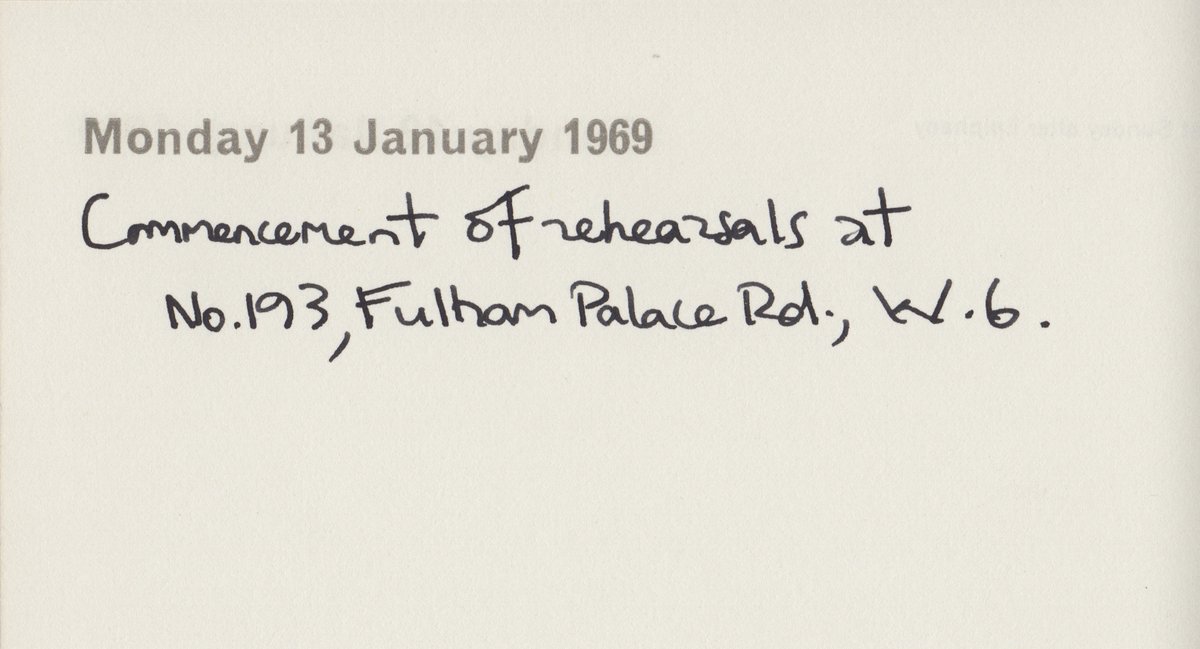 Monday 13 January 1969
Commencement of rehearsals at
No.193, Fulham Palace Rd., W.6.